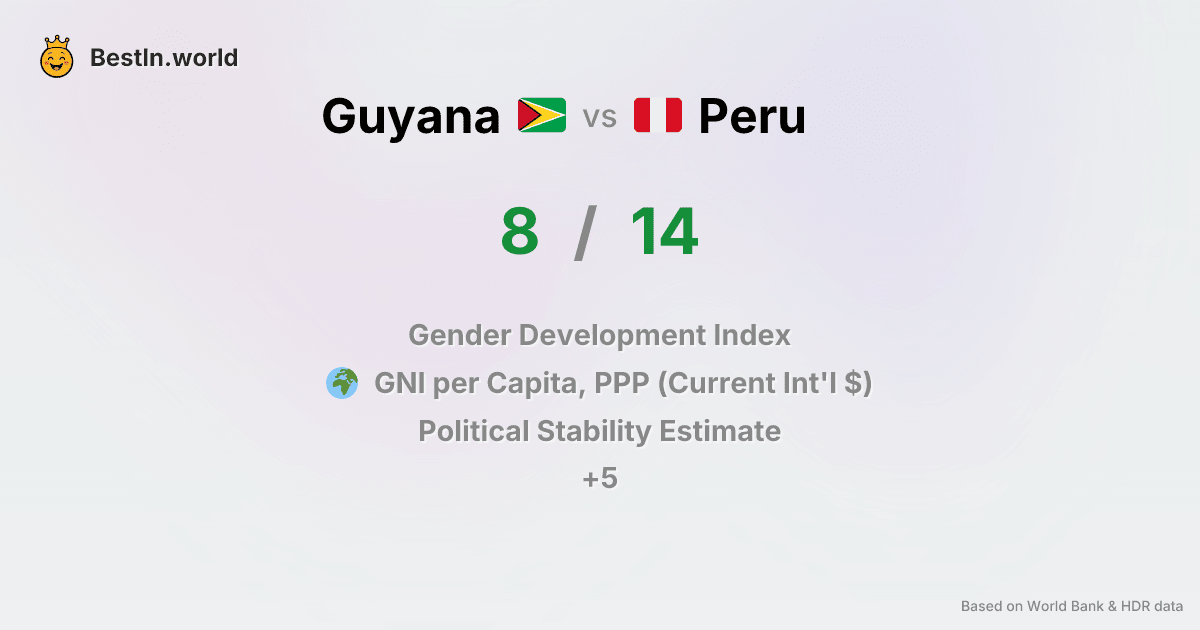 BestIn.world
Guyana vs Peru
8 / 14
Gender Development Index
GNI per Capita, PPP (Current Int'l $)
Political Stability Estimate
+5
Based on World Bank & HDR data